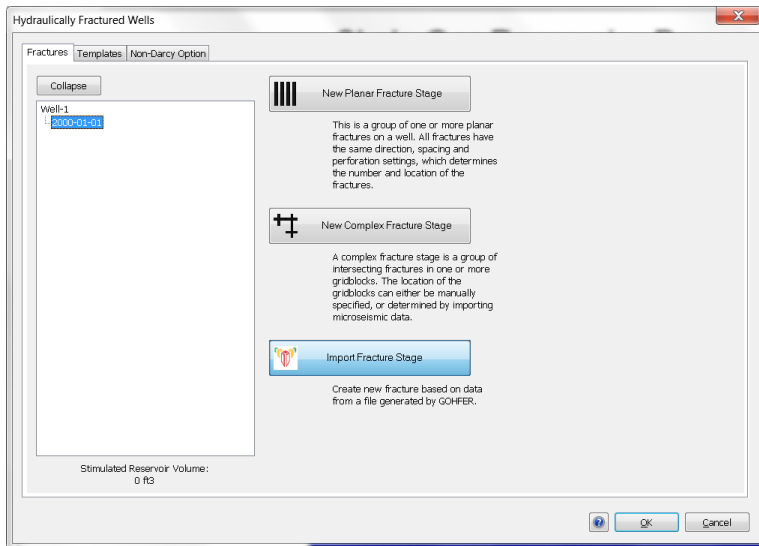 Hydraulically Fractured Wells
Fractures
Templates
Non-Darcy Option
Collapse
Well-1
2000-01-01
Stimulated Reservoir Volume:
0 ft3
New Planar Fracture Stage
This is a group of one or more planar
fractures on a well. All fractures have
the same direction, spacing and
perforation settings, which determines
the number and location of the
fractures.
New Complex Fracture Stage
A complex fracture stage is a group of
intersecting fractures in one or more
gridblocks. The location of the
gridblocks can either be manually
specified, or determined by importing
microseismic data.
Import Fracture Stage
Create new fracture based on data
from a file generated by GOHFER.
OK
Cancel